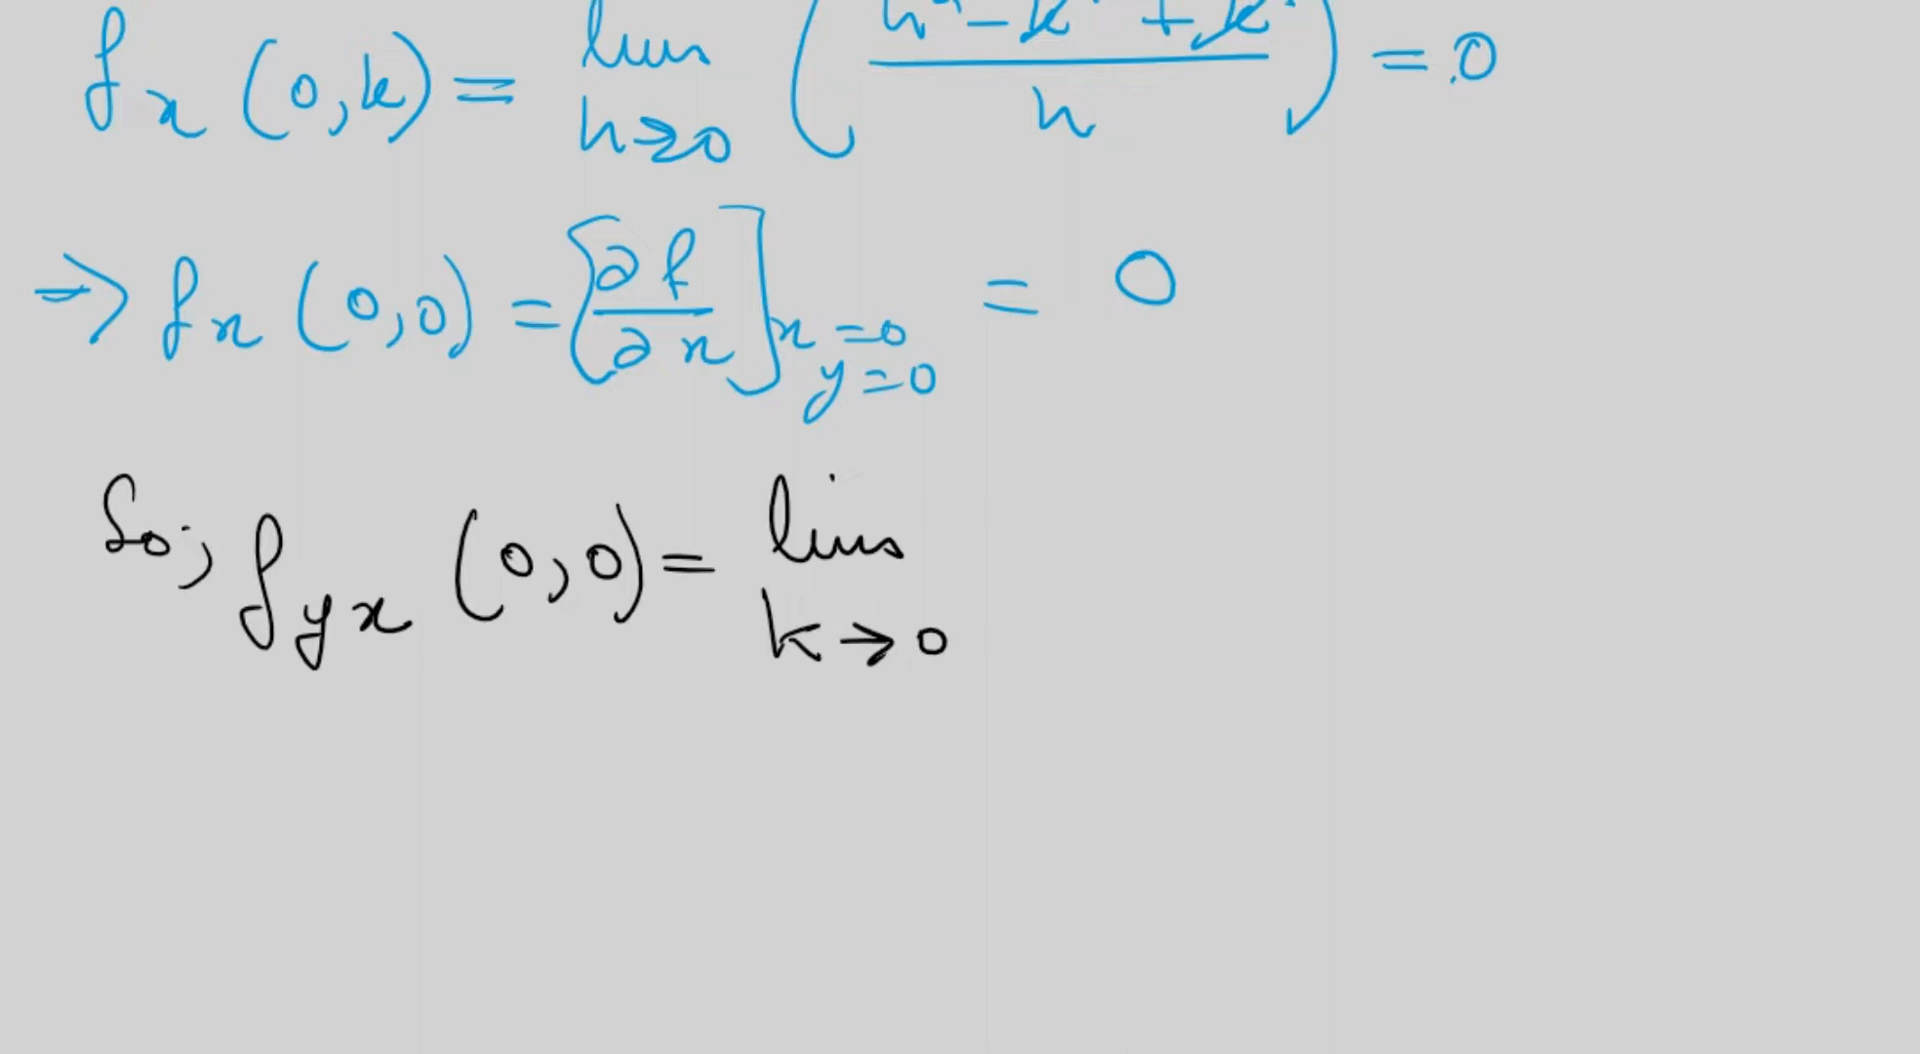 fx (0,k) = lim h→0 ( h² - k² + k² / h ) = 0
⇒ fx (0,0) = [∂f/∂x] x=0 y=0 = 0
So; fyx (0,0) = lim k→0